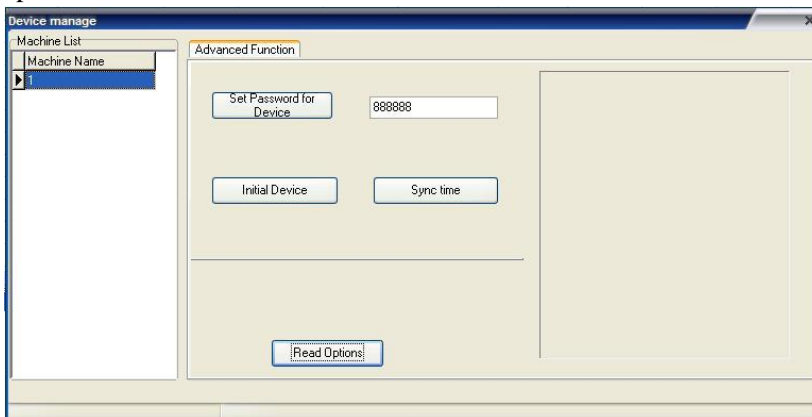 Device manage
Machine List
Machine Name
1
Advanced Function
Set Password for
Device
888888
Initial Device
Sync time
Read Options